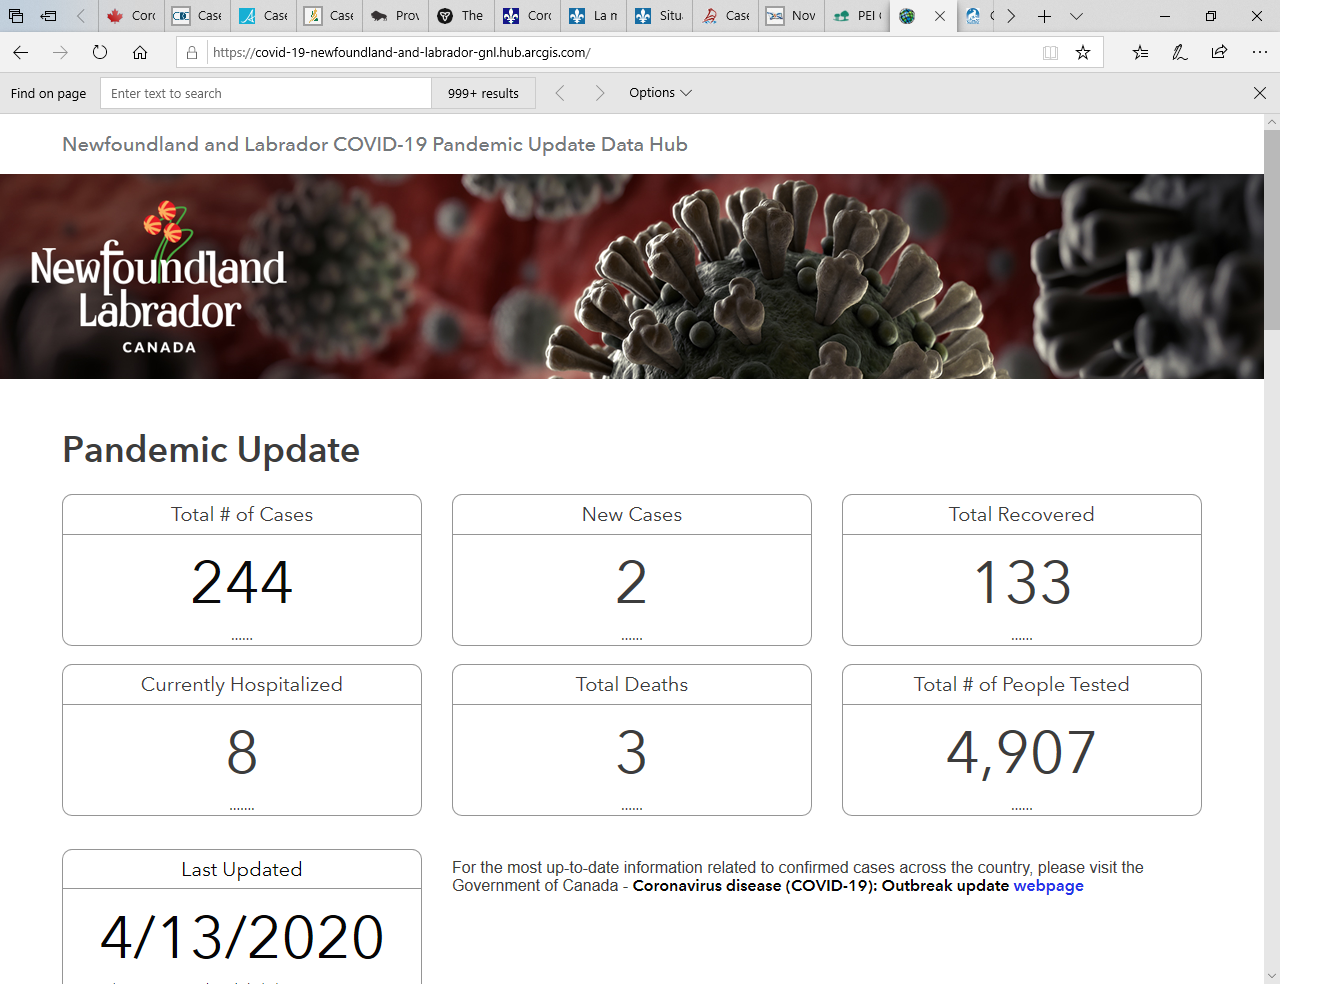 Cord Case Case Case Prov The Cord La m Situ Case Nov PEI C
https://covid-19-newfoundland-and-labrador-gnl.hub.arcgis.com/
Find on page Enter text to search 999+ results Options
Newfoundland and Labrador COVID-19 Pandemic Update Data Hub
Newfoundland
Labrador
CANADA
Pandemic Update
Total # of Cases New Cases Total Recovered
244 2 133
...... ...... ......
Currently Hospitalized Total Deaths Total # of People Tested
8 3 4,907
....... ...... ......
Last Updated
4/13/2020
For the most up-to-date information related to confirmed cases across the country, please visit the
Government of Canada - Coronavirus disease (COVID-19): Outbreak update webpage